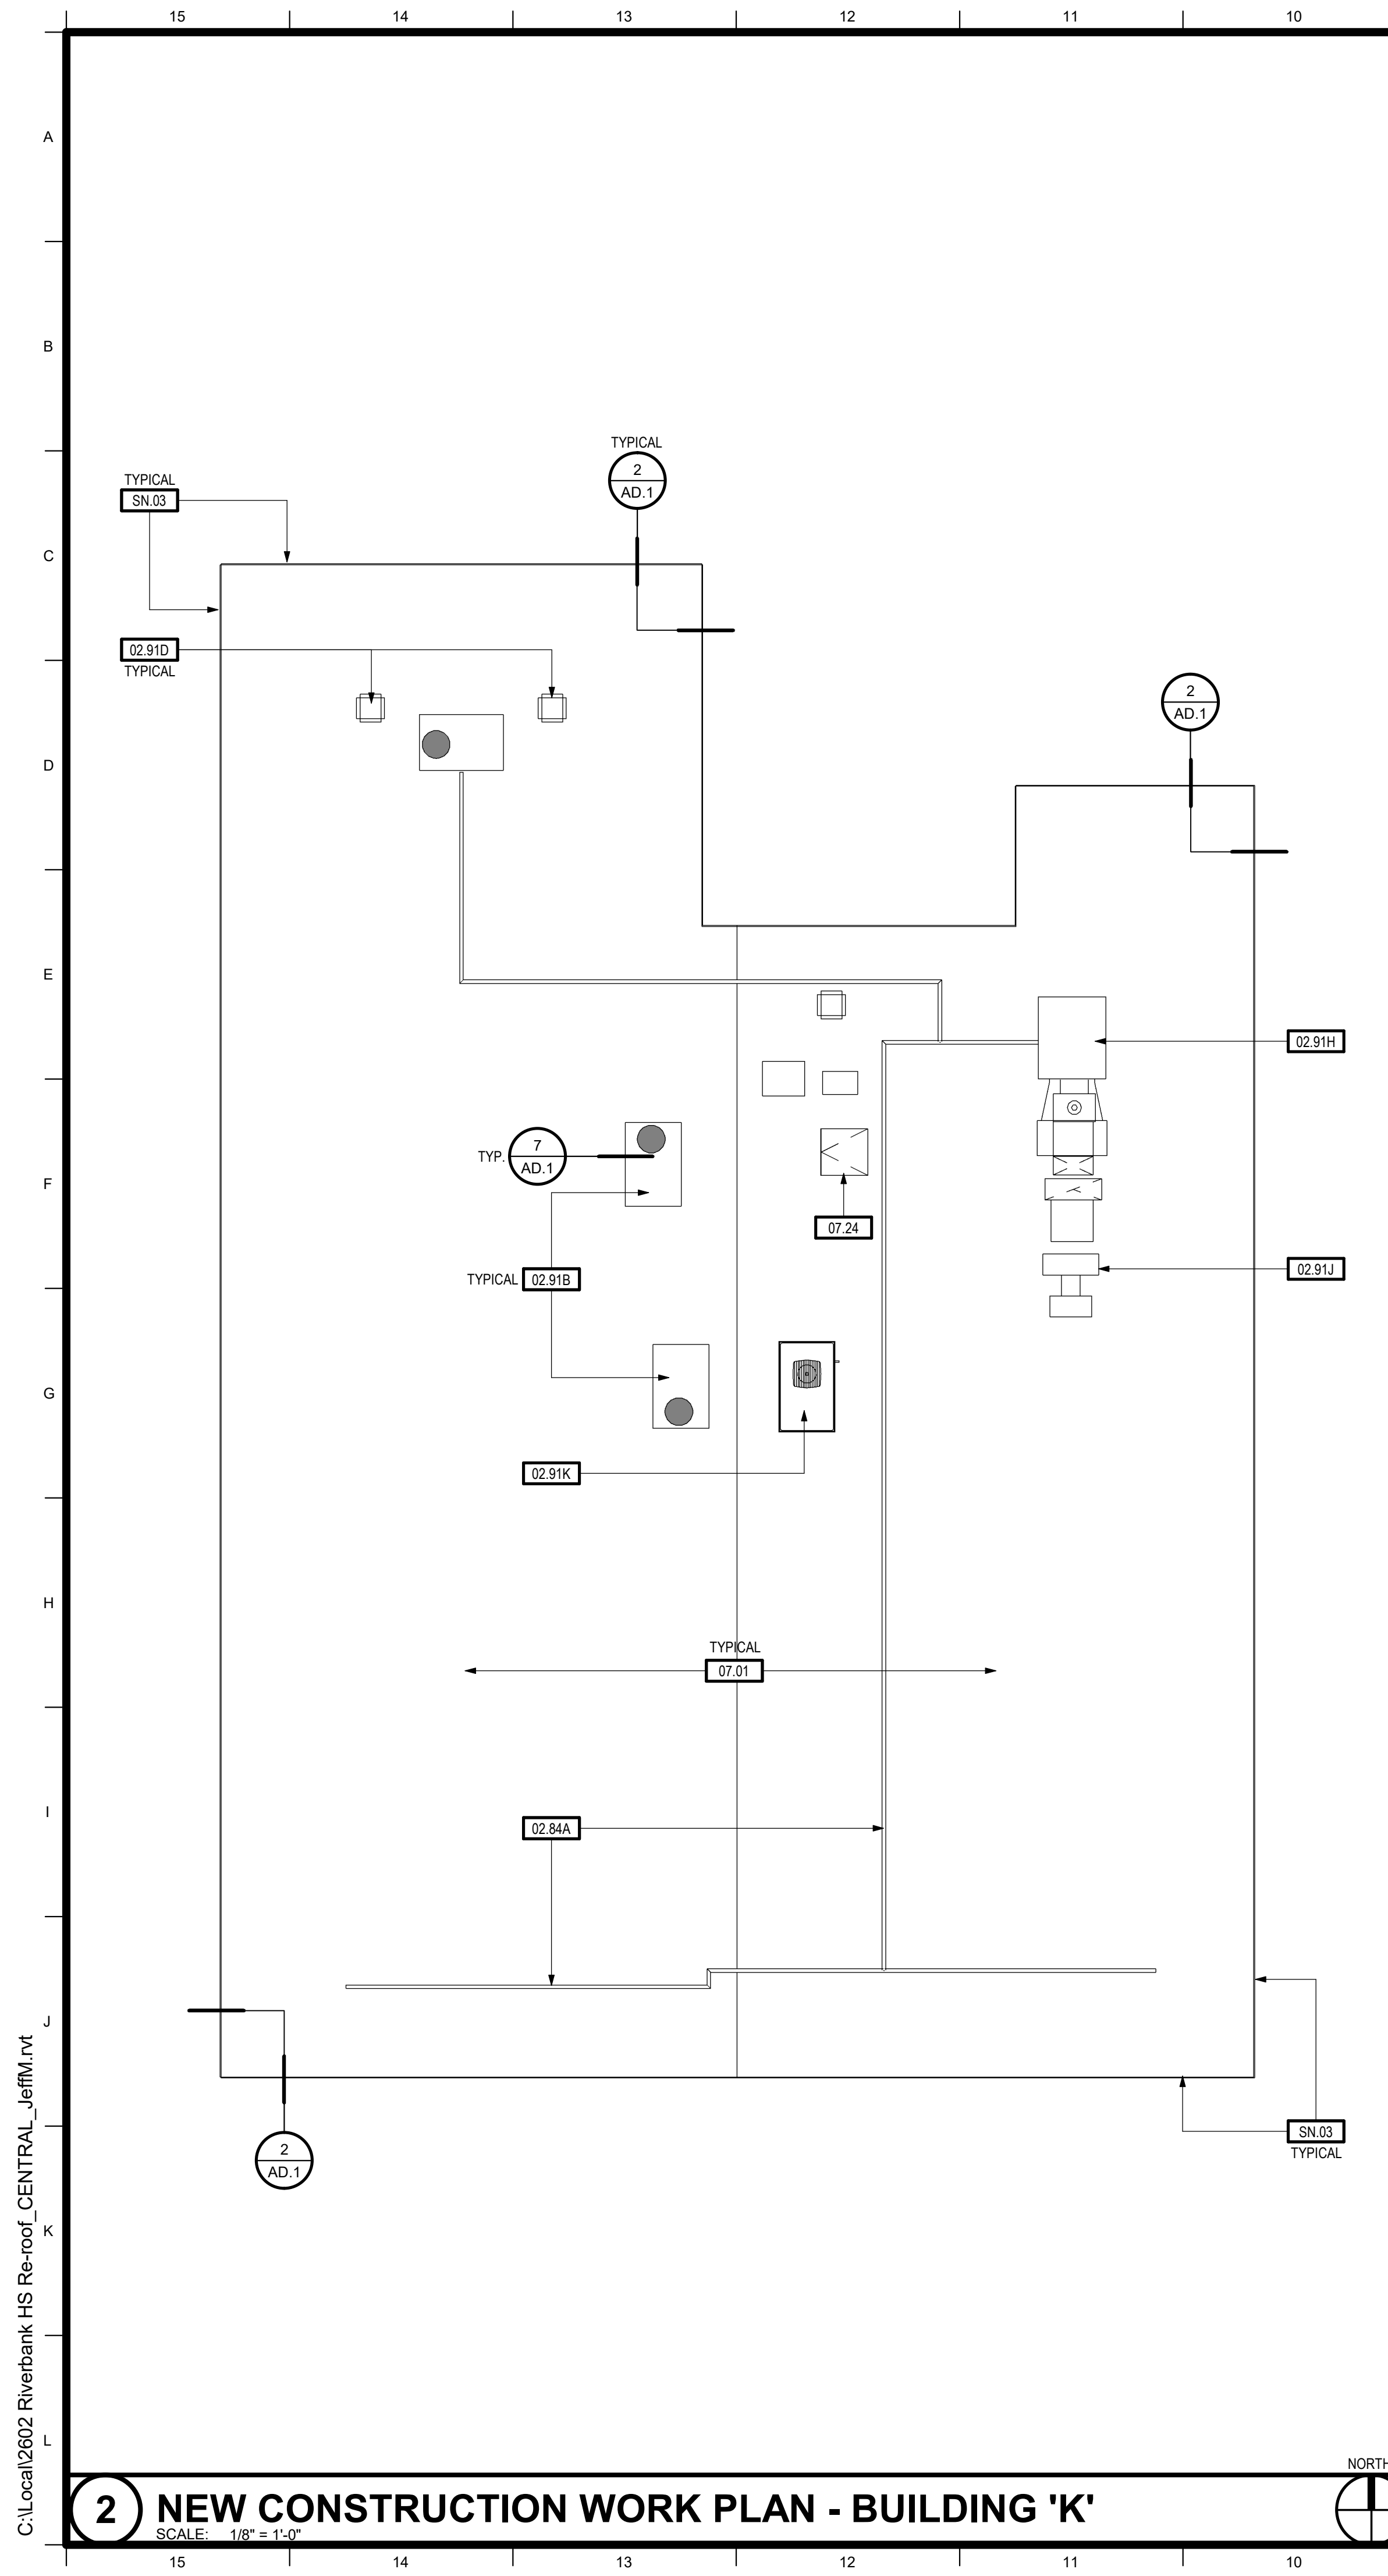 15 14 13 12 11 10
A
B
TYPICAL
2
AD.1
TYPICAL
SN.03
C
02.91D
TYPICAL
2
AD.1
D
E
02.91H
7
TYP.
AD.1
F
07.24
02.91J
TYPICAL 02.91B
G
02.91K
H
TYPICAL
07.01
I
02.84A
J
SN.03
TYPICAL
2
AD.1
K
L
C:\Local\2602 Riverbank HS Re-roof_CENTRAL_JeffM.rvt
NORTH
2 NEW CONSTRUCTION WORK PLAN - BUILDING 'K'
SCALE: 1/8" = 1'-0"
15 14 13 12 11 10